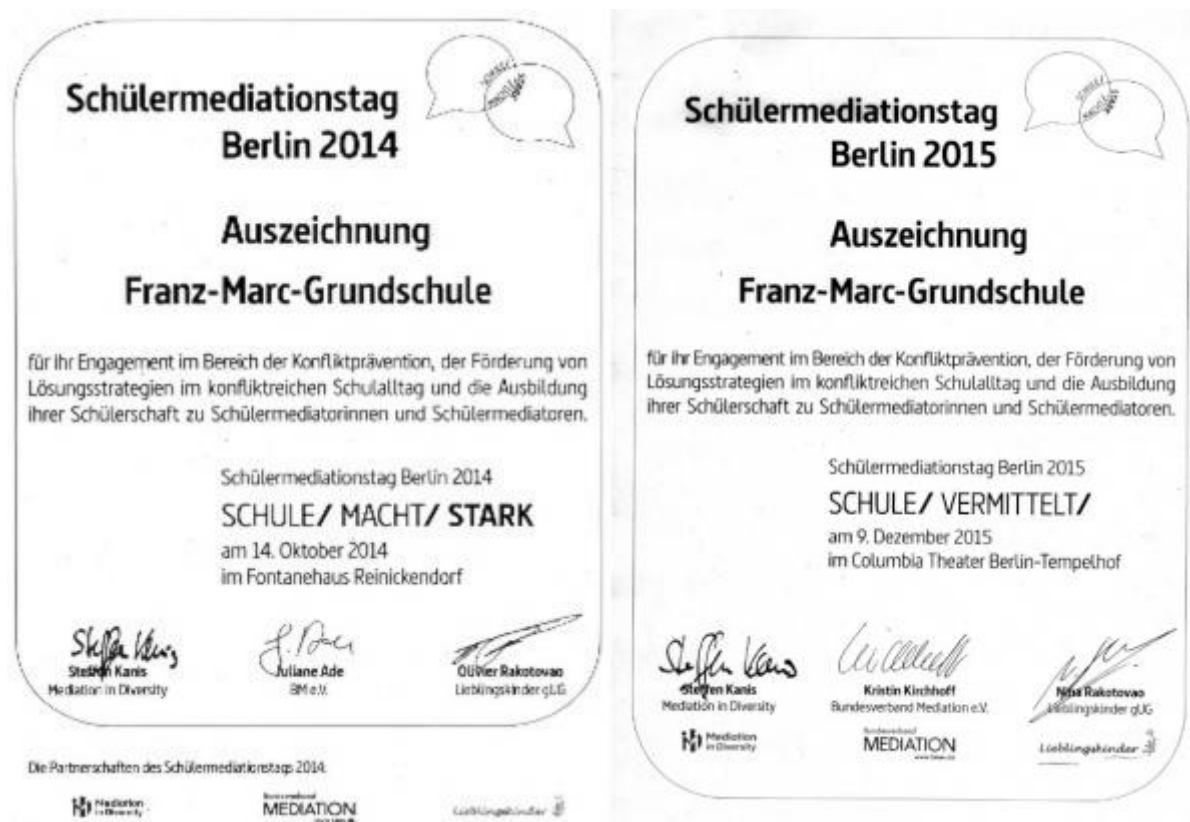 Schülermediationstag
Berlin 2014
Auszeichnung
Franz-Marc-Grundschule
für ihr Engagement im Bereich der Konfliktprävention, der Förderung von
Lösungsstrategien im konfliktreichen Schulalltag und die Ausbildung
ihrer Schülerschaft zu Schülermediatorinnen und Schülermediatoren.
Schülermediationstag Berlin 2014
SCHULE/ MACHT/ STARK
am 14. Oktober 2014
im Fontanehaus Reinickendorf
Steffen Kanis
Mediation in Diversity
Juliane Ade
BM e.V.
Olivier Rakotovao
Lieblingskinder gUG
Die Partnerschaften des Schülermediationstags 2014:
Mediation
in Diversity
MEDIATION
Lieblingskinder
Schülermediationstag
Berlin 2015
Auszeichnung
Franz-Marc-Grundschule
für ihr Engagement im Bereich der Konfliktprävention, der Förderung von
Lösungsstrategien im konfliktreichen Schulalltag und die Ausbildung
ihrer Schülerschaft zu Schülermediatorinnen und Schülermediatoren.
Schülermediationstag Berlin 2015
SCHULE/ VERMITTELT/
am 9. Dezember 2015
im Columbia Theater Berlin-Tempelhof
Steffen Kanis
Mediation in Diversity
Kristin Kirchhoff
Bundesverband Mediation e.V.
Nina Rakotovao
Lieblingskinder gUG
Mediation
in Diversity
MEDIATION
Lieblingskinder